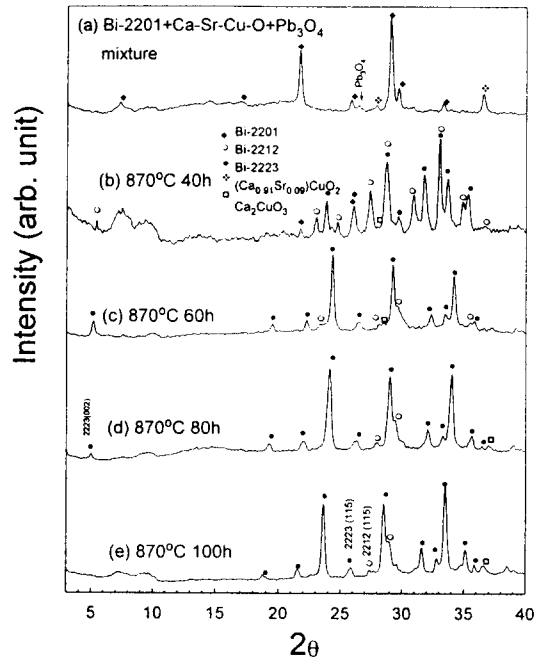 (a) Bi-2201+Ca-Sr-Cu-O+Pb₃O₄
mixture
Pb₃O₄
Bi-2201
Bi-2212
Bi-2223
(Ca₀.₉₁Sr₀.₀₉)CuO₂
Ca₂CuO₃
(b) 870°C 40h
(c) 870°C 60h
2223(002)
(d) 870°C 80h
2223 (115)
2212 (115)
(e) 870°C 100h
Intensity (arb. unit)
5 10 15 20 25 30 35 40
2θ